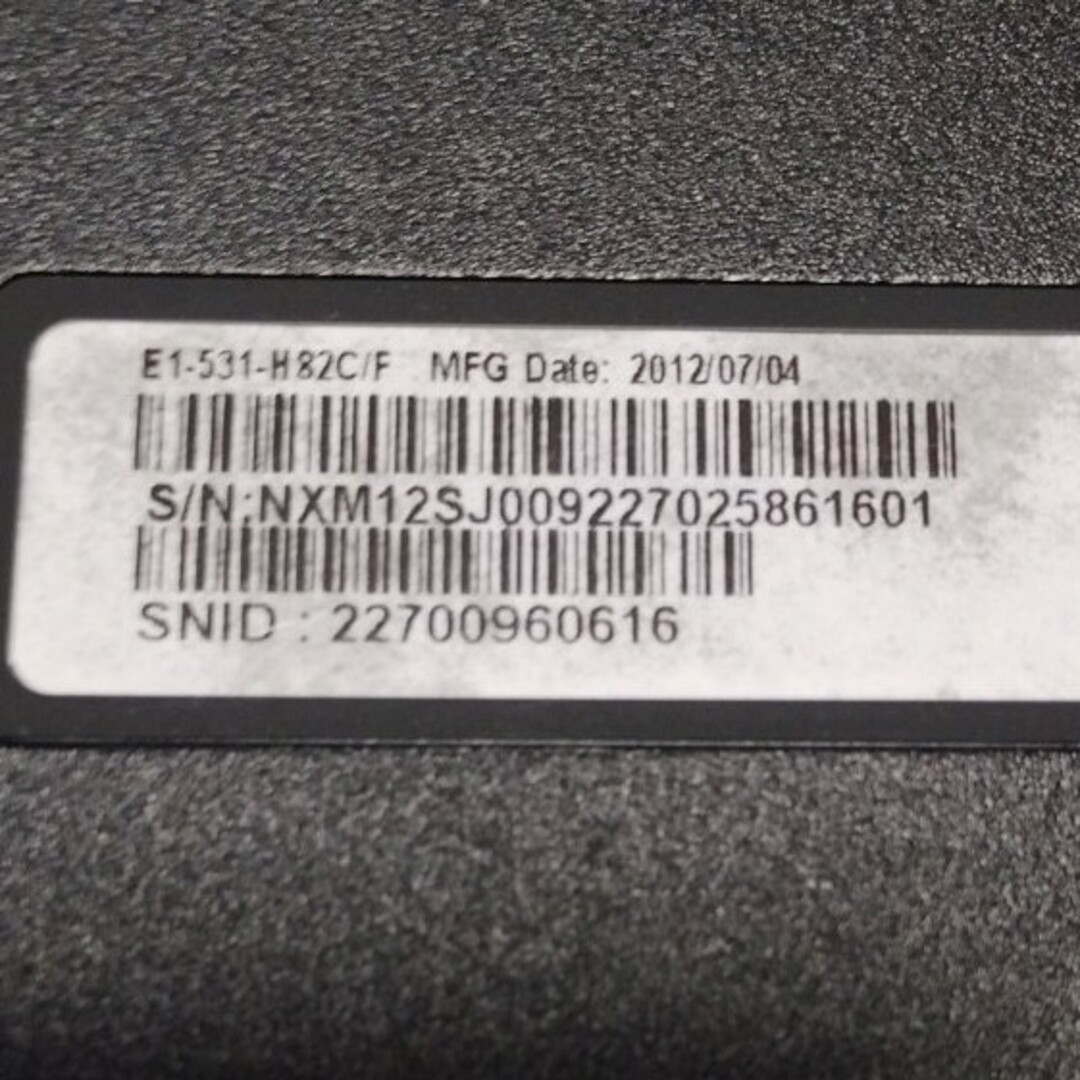 E1-531-H82C/F MFG Date: 2012/07/04
S/N:NXM12SJ009227025861601
SNID : 22700960616